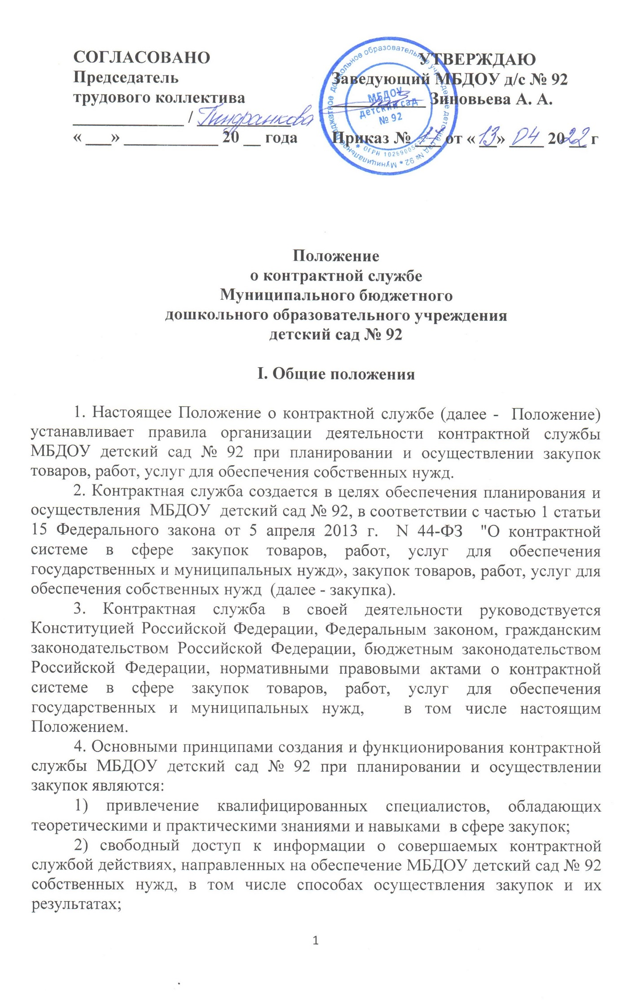 СОГЛАСОВАНО
Председатель
трудового коллектива
_____________ / ___________
« ___» ___________ 20 __ года
УТВЕРЖДАЮ
Заведующий МБДОУ д/с № 92
___________ Зиновьева А. А.
Приказ № ___ от « 13» 04 2022 г
Муниципальное бюджетное дошкольное образовательное учреждение детский сад № 92
ОГРН
МБДОУ
детский сад
№ 92
Положение
о контрактной службе
Муниципального бюджетного
дошкольного образовательного учреждения
детский сад № 92
I. Общие положения
1. Настоящее Положение о контрактной службе (далее - Положение)
устанавливает правила организации деятельности контрактной службы
МБДОУ детский сад № 92 при планировании и осуществлении закупок
товаров, работ, услуг для обеспечения собственных нужд.
2. Контрактная служба создается в целях обеспечения планирования и
осуществления МБДОУ детский сад № 92, в соответствии с частью 1 статьи
15 Федерального закона от 5 апреля 2013 г. N 44-ФЗ "О контрактной
системе в сфере закупок товаров, работ, услуг для обеспечения
государственных и муниципальных нужд», закупок товаров, работ, услуг для
обеспечения собственных нужд (далее - закупка).
3. Контрактная служба в своей деятельности руководствуется
Конституцией Российской Федерации, Федеральным законом, гражданским
законодательством Российской Федерации, бюджетным законодательством
Российской Федерации, нормативными правовыми актами о контрактной
системе в сфере закупок товаров, работ, услуг для обеспечения
государственных и муниципальных нужд, в том числе настоящим
Положением.
4. Основными принципами создания и функционирования контрактной
службы МБДОУ детский сад № 92 при планировании и осуществлении
закупок являются:
1) привлечение квалифицированных специалистов, обладающих
теоретическими и практическими знаниями и навыками в сфере закупок;
2) свободный доступ к информации о совершаемых контрактной
службой действиях, направленных на обеспечение МБДОУ детский сад № 92
собственных нужд, в том числе способах осуществления закупок и их
результатах;
1